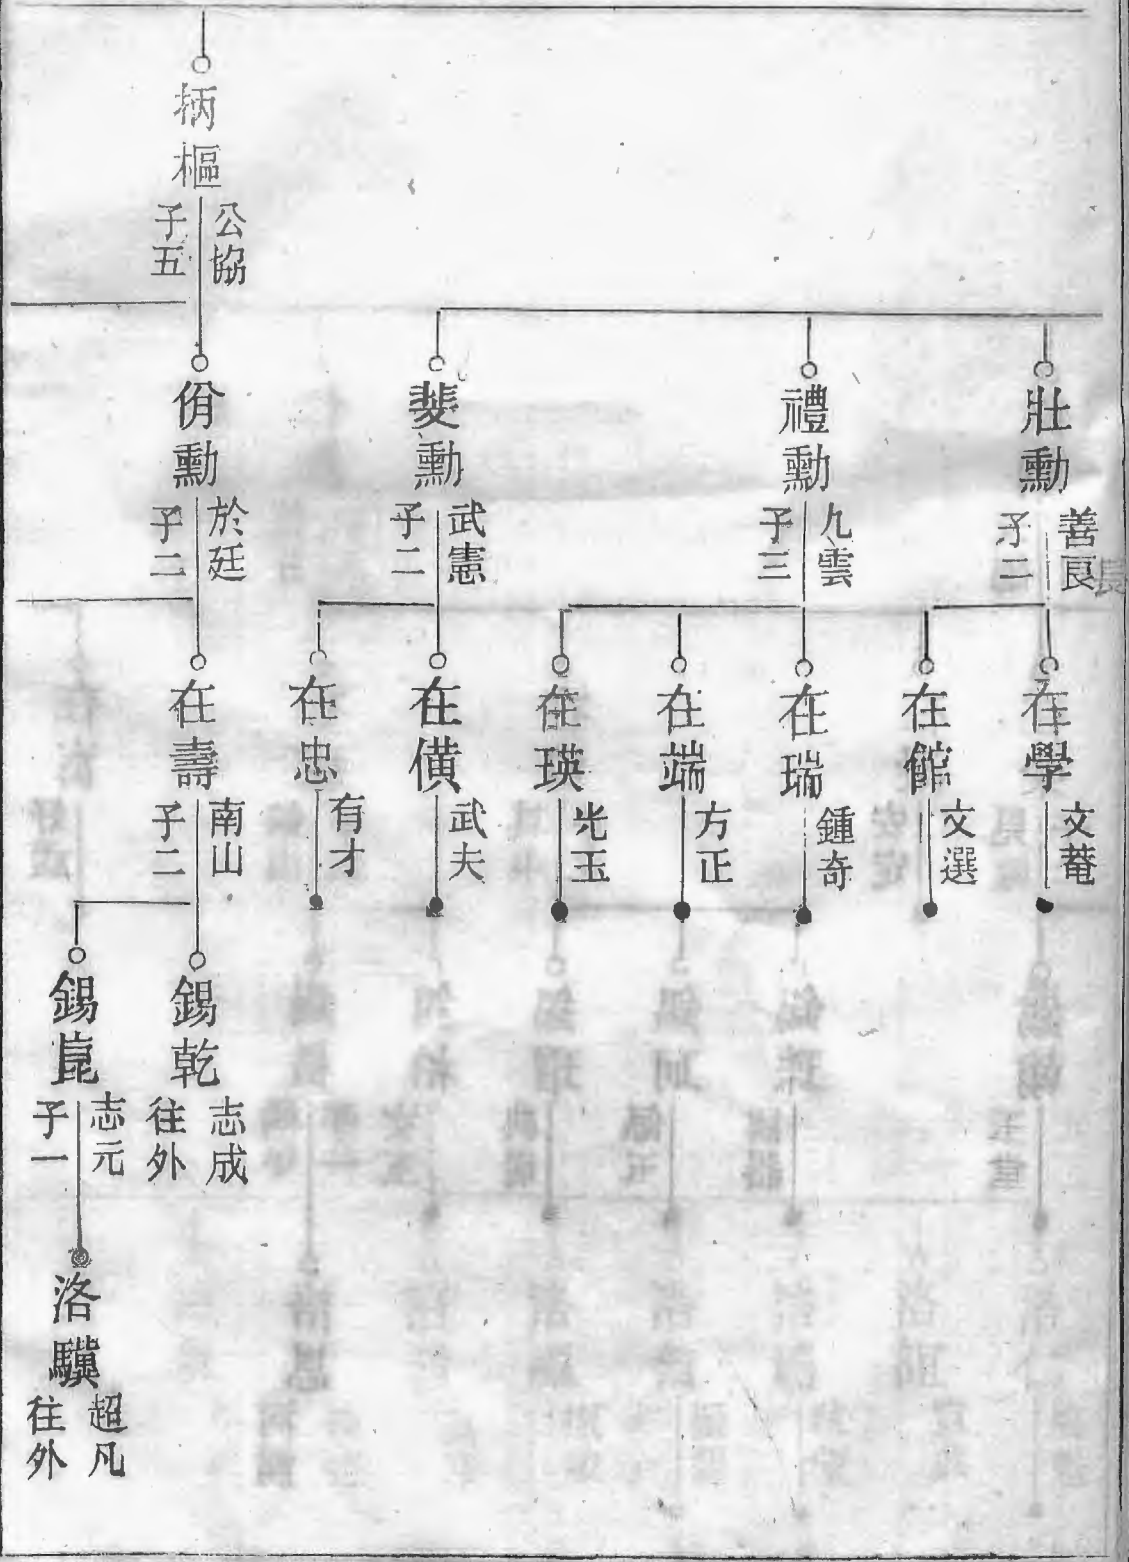 柄樞
公協
子五
壯勳
善良
子二
禮勳
九雲
子三
斐勳
武憲
子二
佾勳
於廷
子二
在學
文菴
在館
文選
在瑞
鍾奇
在端
方正
在瑛
光玉
在僙
武夫
在忠
有才
在壽
南山
子二
錫乾
志成
往外
錫崑
志元
子一
洛驥
超凡
往外